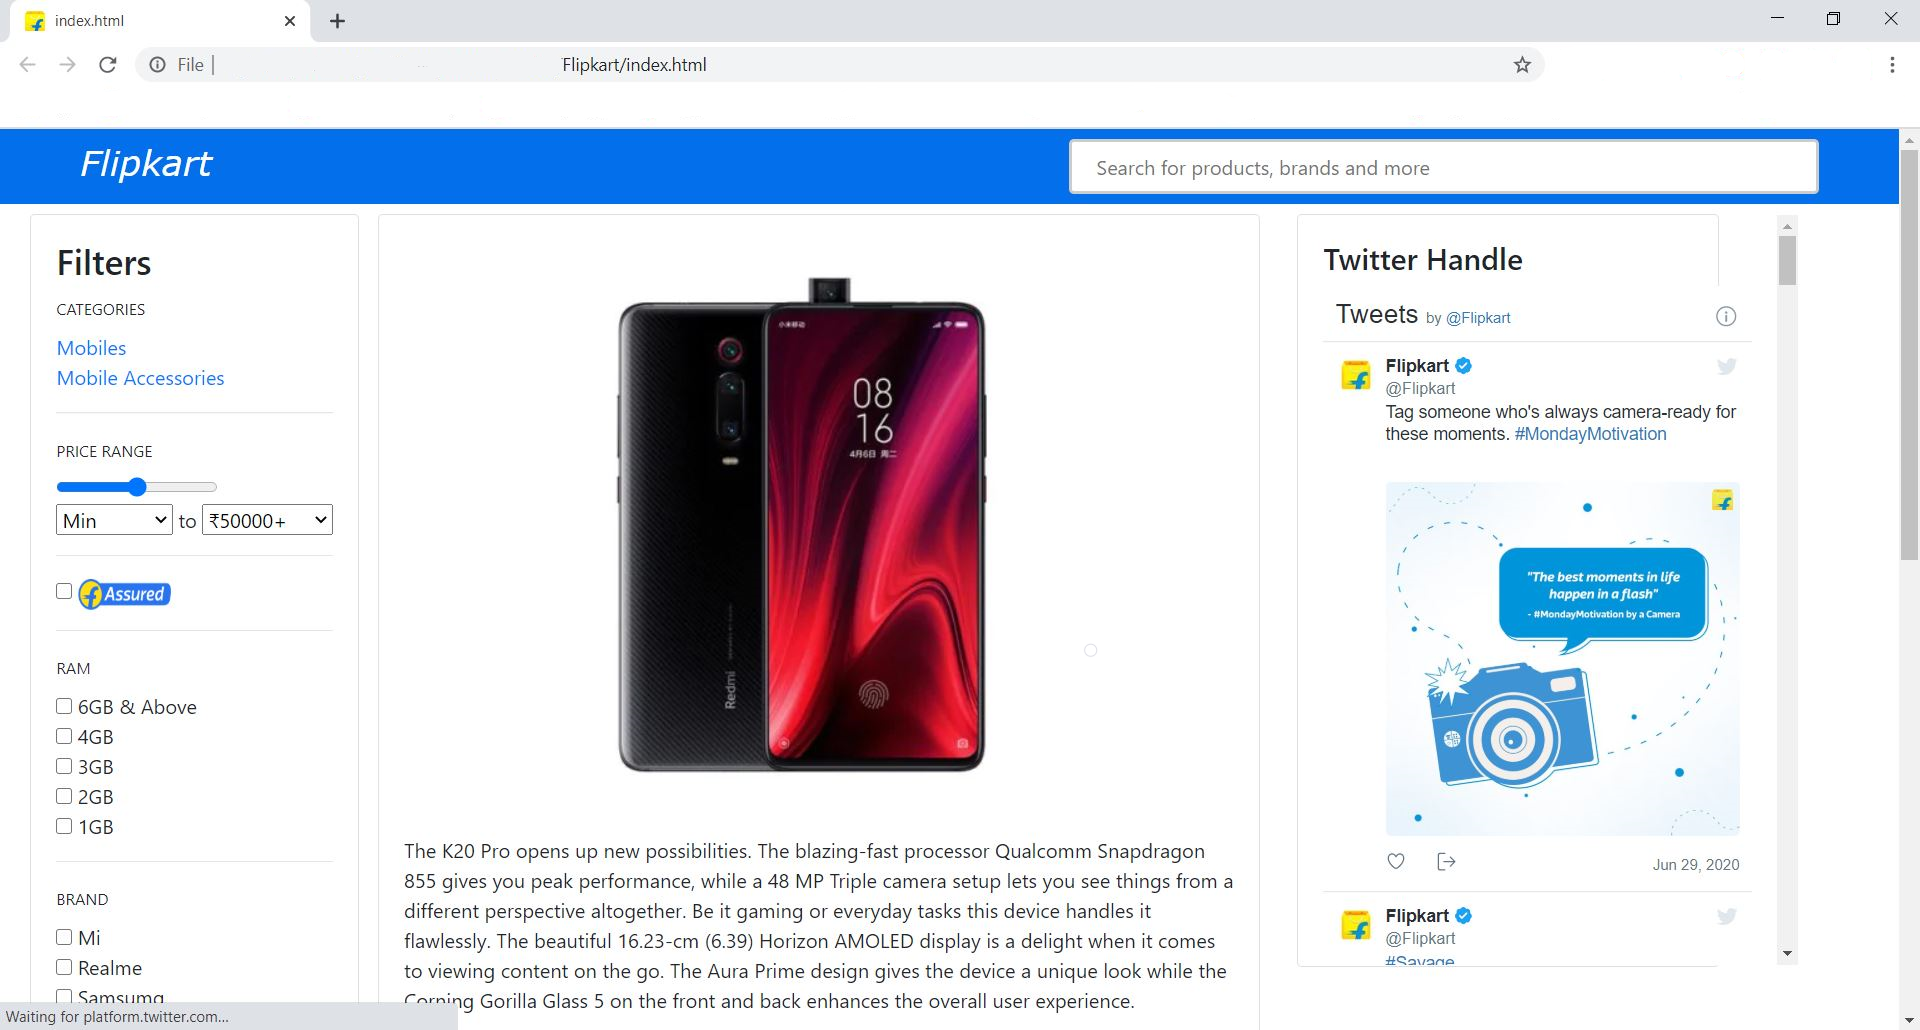 index.html
File
Flipkart/index.html
Flipkart
Search for products, brands and more
Filters
CATEGORIES
Mobiles
Mobile Accessories
PRICE RANGE
Min to ₹50000+
Assured
RAM
6GB & Above
4GB
3GB
2GB
1GB
BRAND
Mi
Realme
Samsung
Waiting for platform.twitter.com...
08
16
4月6日 周二
Redmi
The K20 Pro opens up new possibilities. The blazing-fast processor Qualcomm Snapdragon
855 gives you peak performance, while a 48 MP Triple camera setup lets you see things from a
different perspective altogether. Be it gaming or everyday tasks this device handles it
flawlessly. The beautiful 16.23-cm (6.39) Horizon AMOLED display is a delight when it comes
to viewing content on the go. The Aura Prime design gives the device a unique look while the
Corning Gorilla Glass 5 on the front and back enhances the overall user experience.
Twitter Handle
Tweets by @Flipkart
Flipkart
@Flipkart
Tag someone who's always camera-ready for
these moments. #MondayMotivation
"The best moments in life
happen in a flash"
- #MondayMotivation by a Camera
Jun 29, 2020
Flipkart
@Flipkart
#Savage